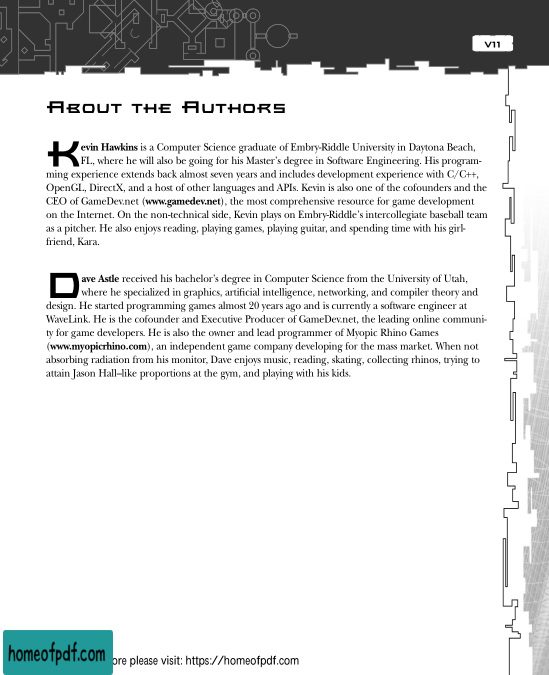 V11
About the Authors
Kevin Hawkins is a Computer Science graduate of Embry-Riddle University in Daytona Beach,
FL, where he will also be going for his Master's degree in Software Engineering. His program-
ming experience extends back almost seven years and includes development experience with C/C++,
OpenGL, DirectX, and a host of other languages and APIs. Kevin is also one of the cofounders and the
CEO of GameDev.net (www.gamedev.net), the most comprehensive resource for game development
on the Internet. On the non-technical side, Kevin plays on Embry-Riddle's intercollegiate baseball team
as a pitcher. He also enjoys reading, playing games, playing guitar, and spending time with his girl-
friend, Kara.
Dave Astle received his bachelor's degree in Computer Science from the University of Utah,
where he specialized in graphics, artificial intelligence, networking, and compiler theory and
design. He started programming games almost 20 years ago and is currently a software engineer at
WaveLink. He is the cofounder and Executive Producer of GameDev.net, the leading online communi-
ty for game developers. He is also the owner and lead programmer of Myopic Rhino Games
(www.myopicrhino.com), an independent game company developing for the mass market. When not
absorbing radiation from his monitor, Dave enjoys music, reading, skating, collecting rhinos, trying to
attain Jason Hall–like proportions at the gym, and playing with his kids.
homeofpdf.com
ore please visit: https://homeofpdf.com